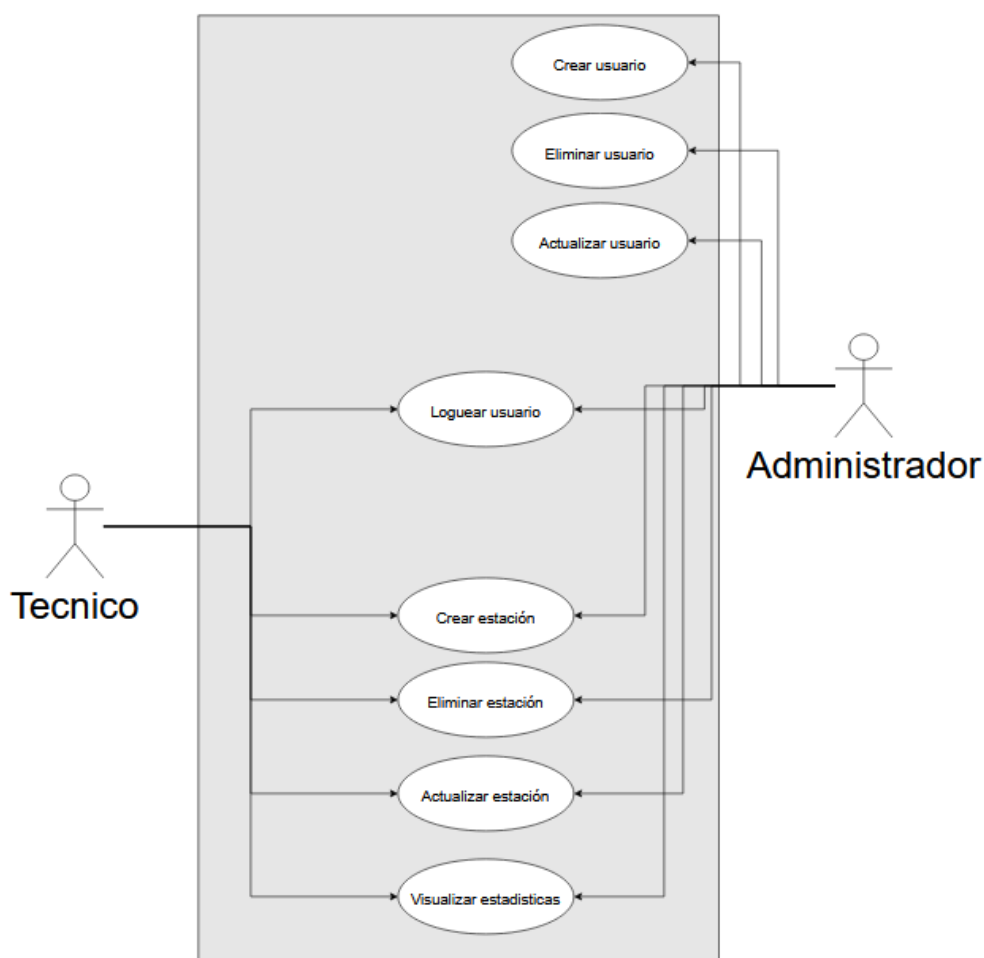 Crear usuario
Eliminar usuario
Actualizar usuario
Loguear usuario
Administrador
Tecnico
Crear estación
Eliminar estación
Actualizar estación
Visualizar estadisticas